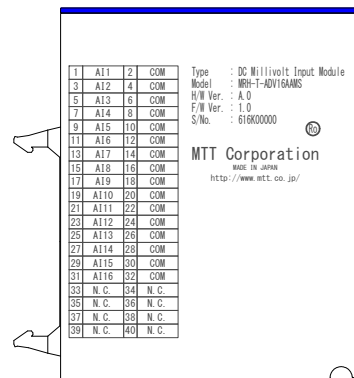 1 AI1 2 COM
3 AI2 4 COM
5 AI3 6 COM
7 AI4 8 COM
9 AI5 10 COM
11 AI6 12 COM
13 AI7 14 COM
15 AI8 16 COM
17 AI9 18 COM
19 AI10 20 COM
21 AI11 22 COM
23 AI12 24 COM
25 AI13 26 COM
27 AI14 28 COM
29 AI15 30 COM
31 AI16 32 COM
33 N.C. 34 N.C.
35 N.C. 36 N.C.
37 N.C. 38 N.C.
39 N.C. 40 N.C.
Type : DC Millivolt Input Module
Model : MRH-T-ADV16AAMS
H/W Ver. : A.0
F/W Ver. : 1.0
S/No. : 616K00000
Ro
MTT Corporation
MADE IN JAPAN
http://www.mtt.co.jp/